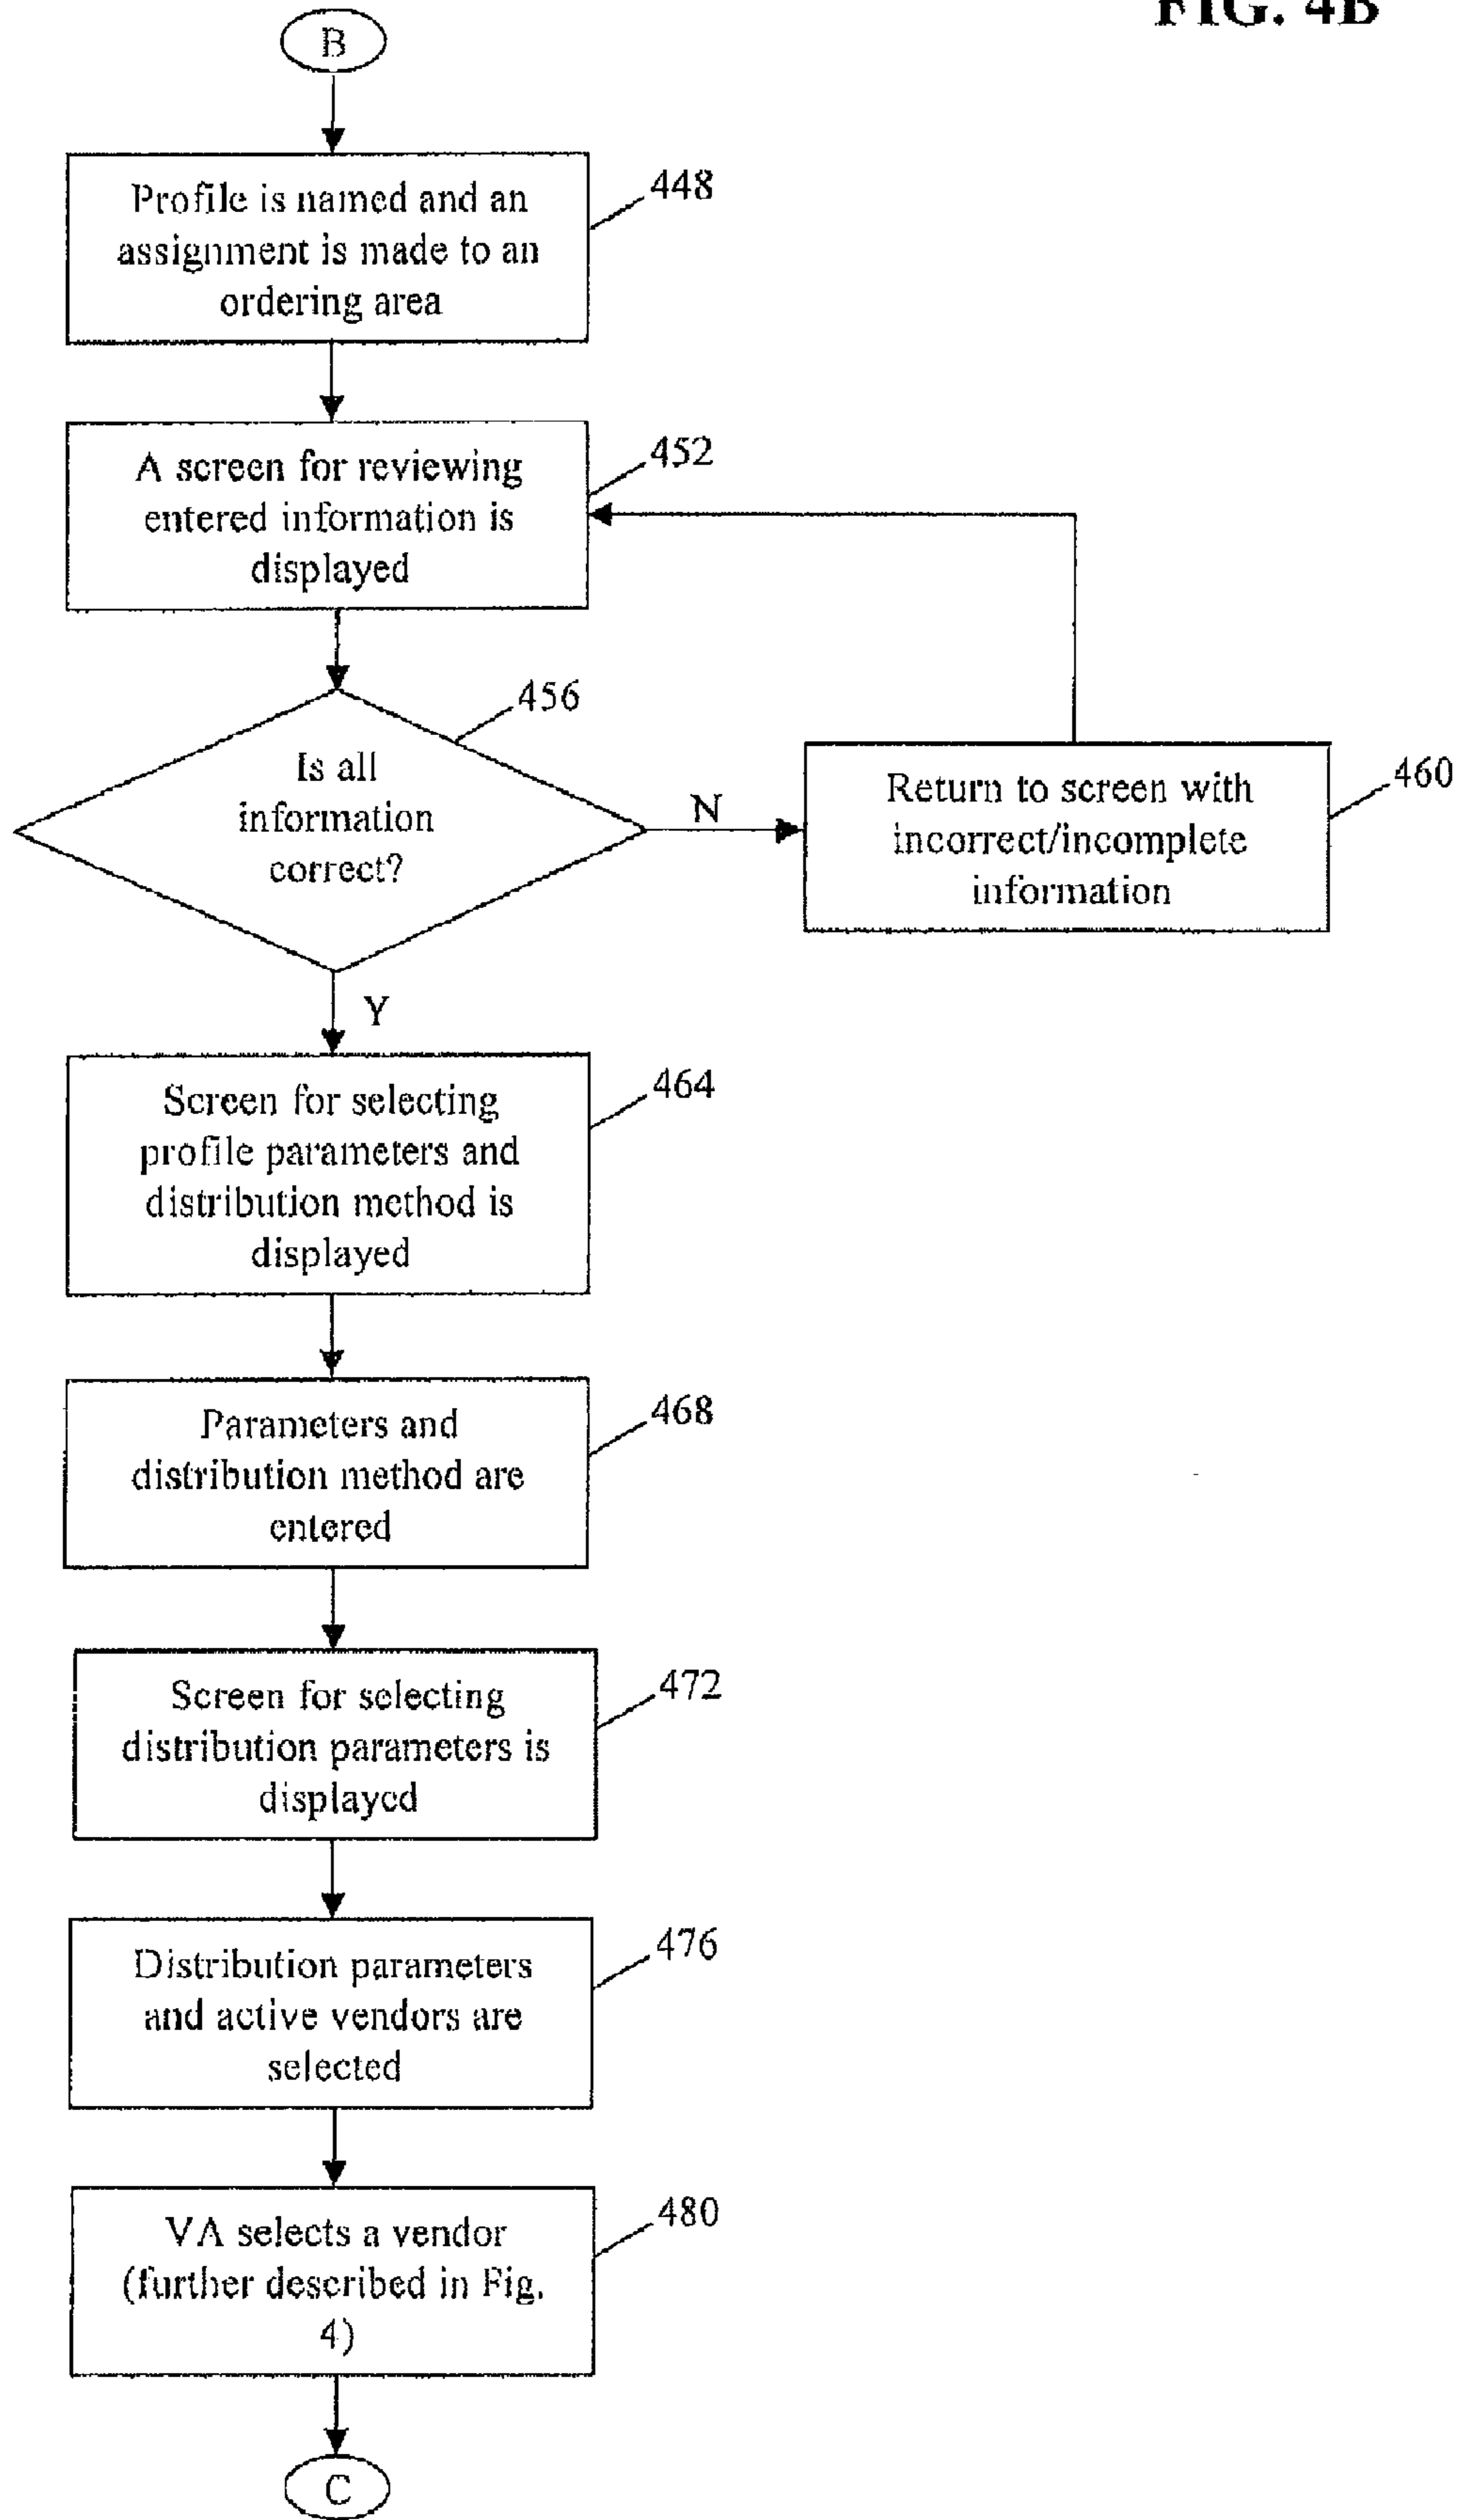 FIG. 4B
B
Profile is named and an
assignment is made to an
ordering area
448
A screen for reviewing
entered information is
displayed
452
Is all
information
correct?
456
N
Return to screen with
incorrect/incomplete
information
460
Y
Screen for selecting
profile parameters and
distribution method is
displayed
464
Parameters and
distribution method are
entered
468
Screen for selecting
distribution parameters is
displayed
472
Distribution parameters
and active vendors are
selected
476
VA selects a vendor
(further described in Fig.
4)
480
C